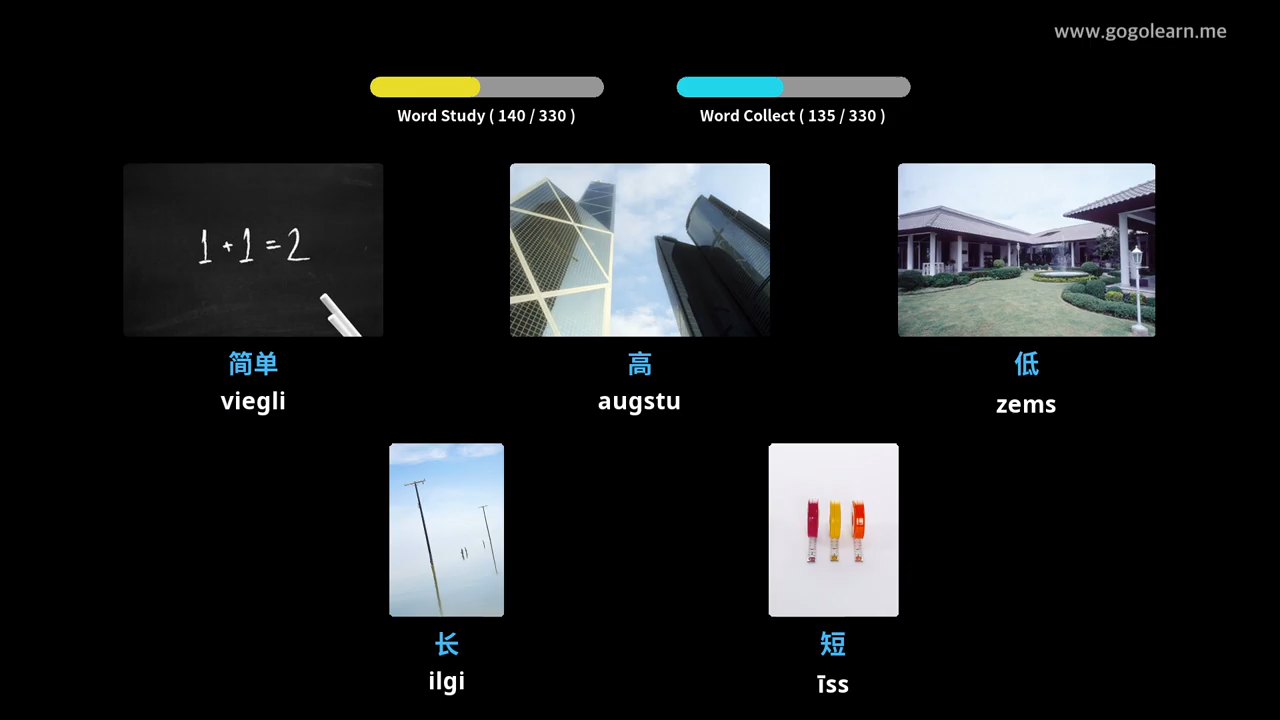 www.gogolearn.me
Word Study ( 140 / 330 )
Word Collect ( 135 / 330 )
1 + 1 = 2
简单
viegli
高
augstu
低
zems
长
ilgi
短
īss